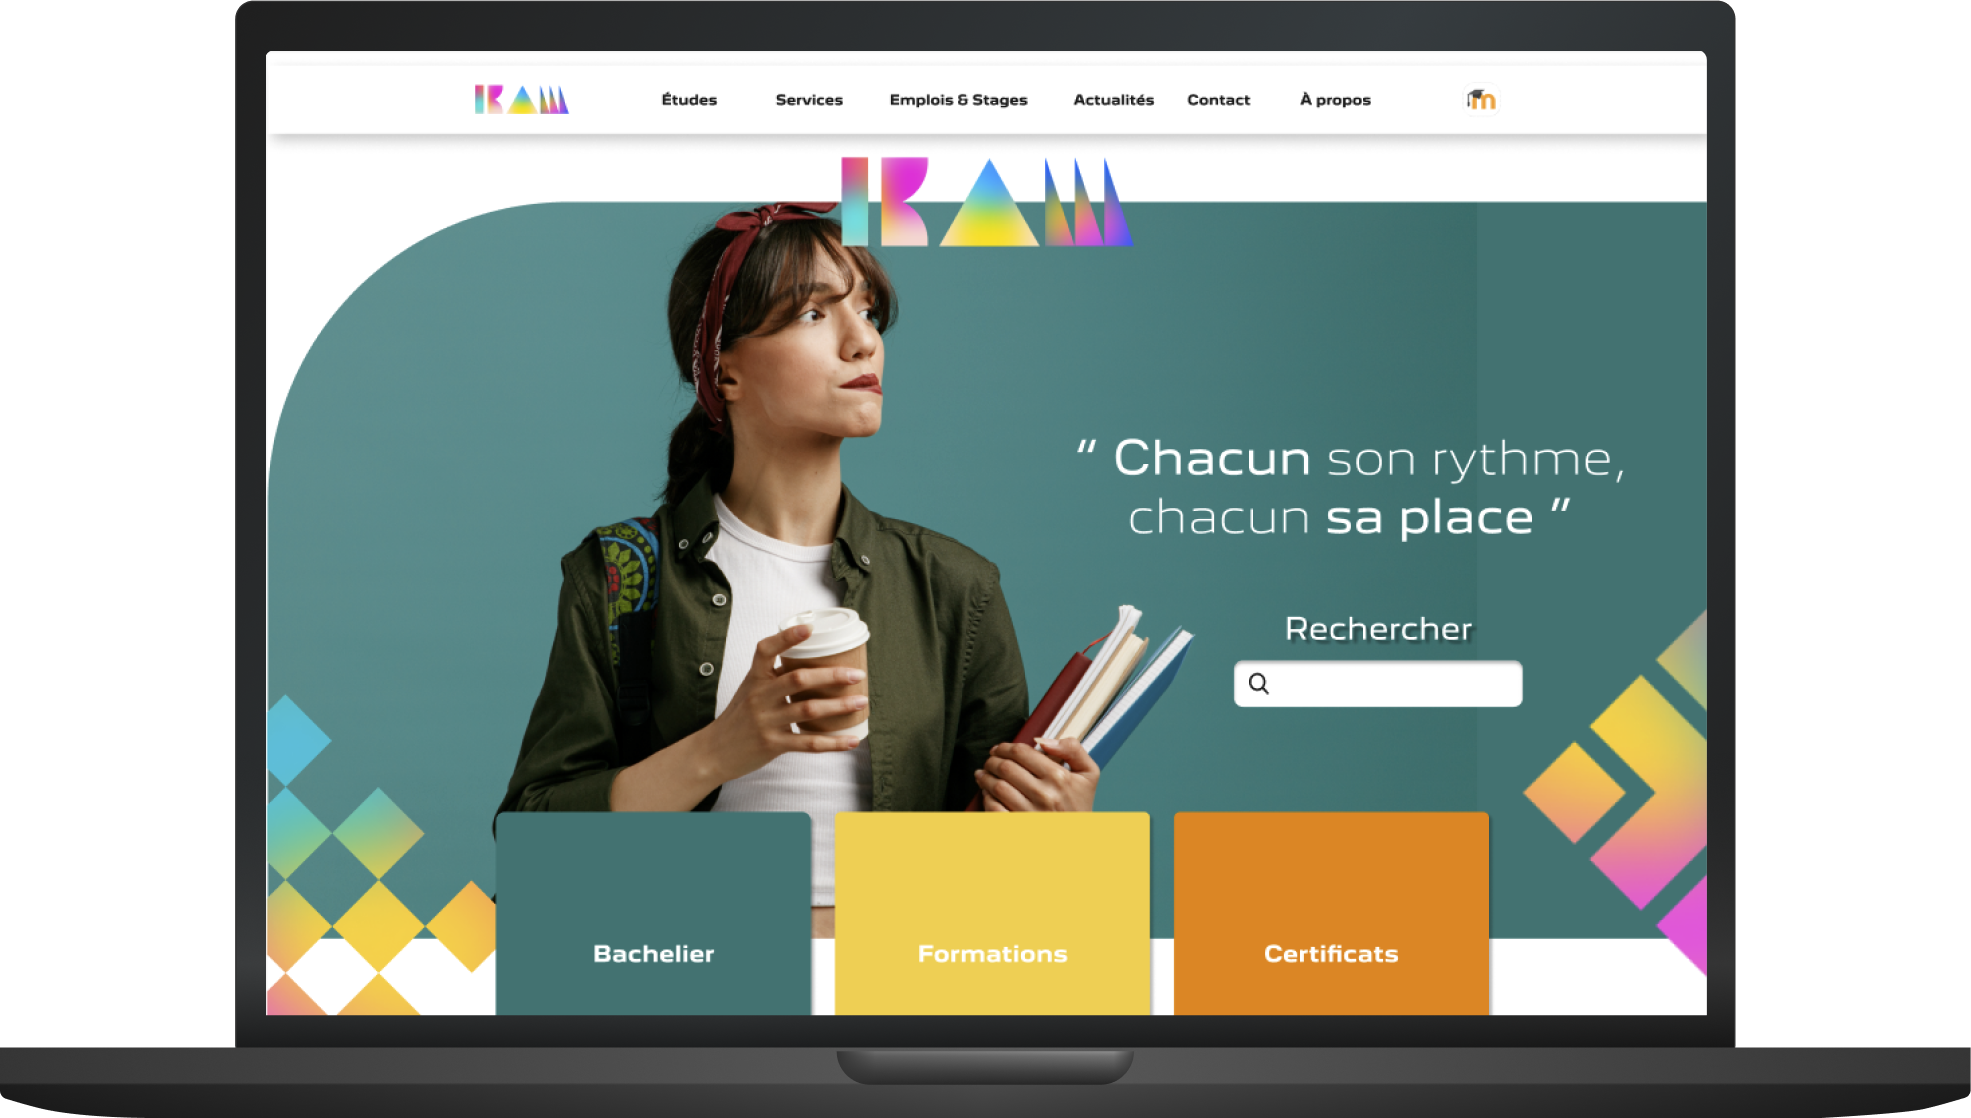 IKAM
Études Services Emplois & Stages Actualités Contact À propos m
IKAM
“ Chacun son rythme,
chacun sa place ”
Rechercher
Bachelier Formations Certificats